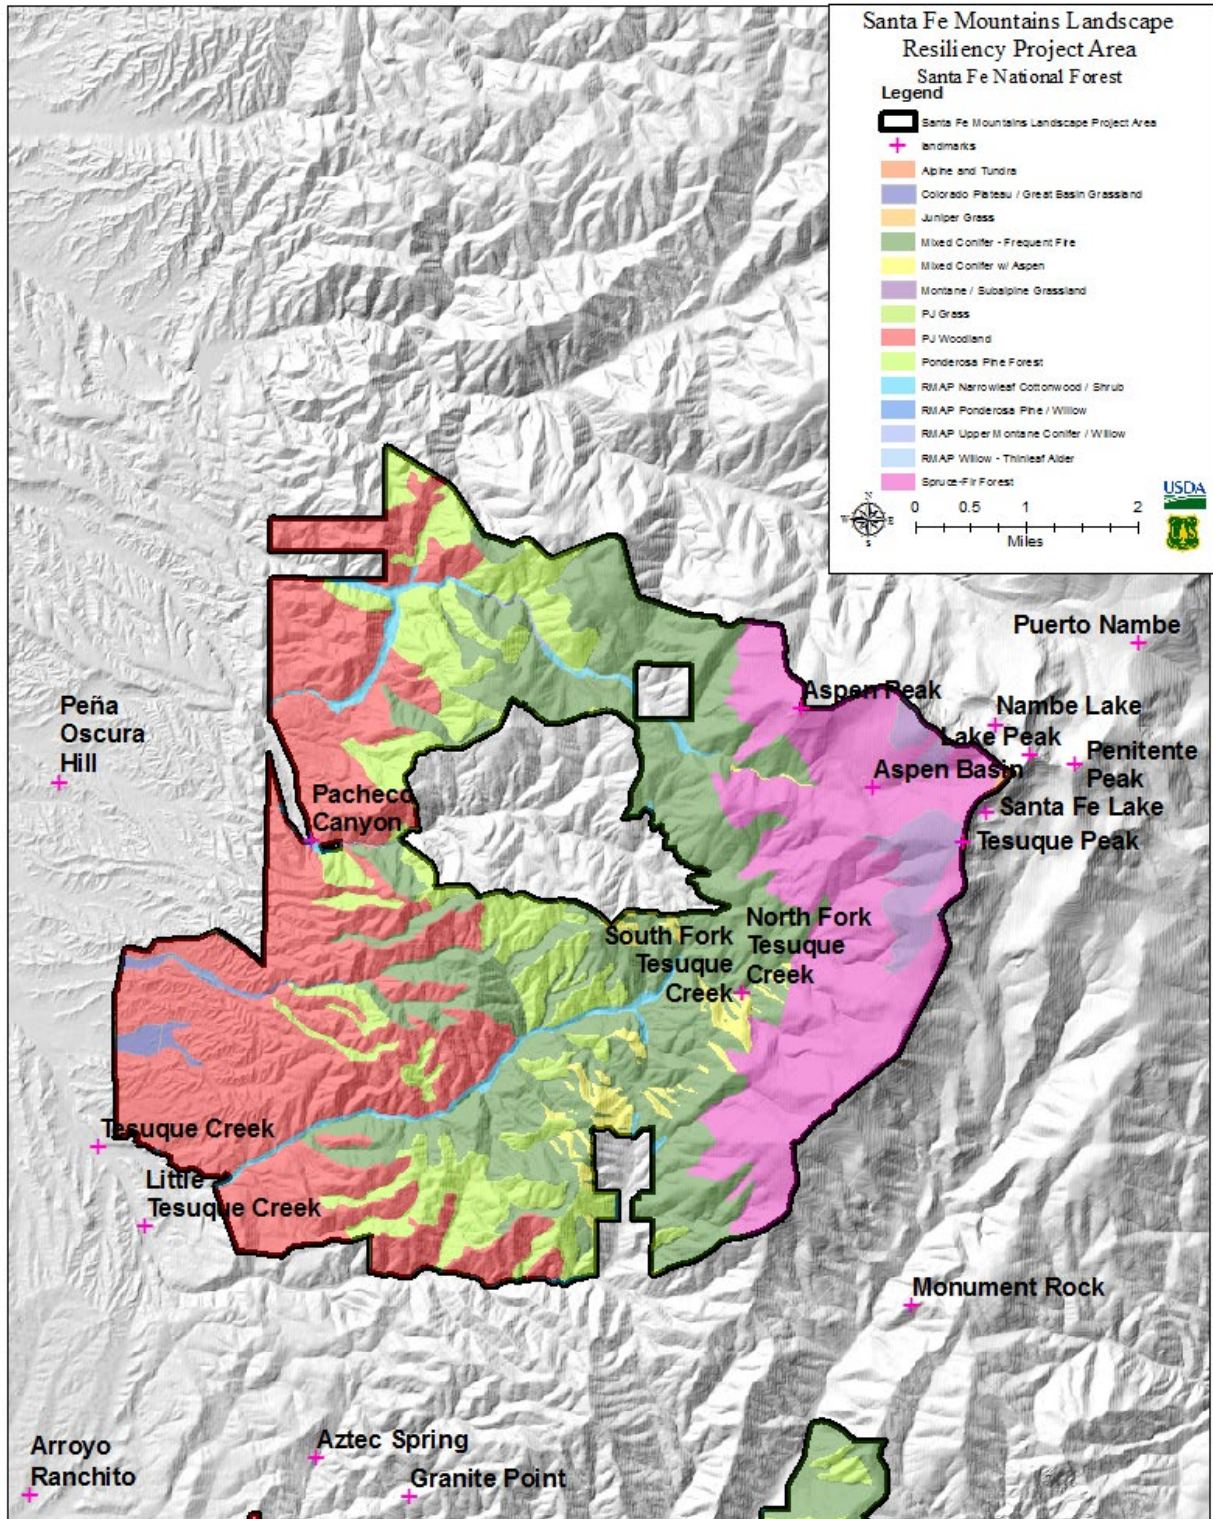 Santa Fe Mountains Landscape
Resiliency Project Area
Santa Fe National Forest
Legend
Santa Fe Mountains Landscape Project Area
landmarks
Alpine and Tundra
Colorado Plateau / Great Basin Grassland
Juniper Grass
Mixed Conifer - Frequent Fire
Mixed Conifer w/ Aspen
Montane / Subalpine Grassland
PJ Grass
PJ Woodland
Ponderosa Pine Forest
RMAP Narrowleaf Cottonwood / Shrub
RMAP Ponderosa Pine / Willow
RMAP Upper Montane Conifer / Willow
RMAP Willow - Thinleaf Alder
Spruce-Fir Forest
N
W E
S
0 0.5 1 2
Miles
USDA
Puerto Nambe
Aspen Peak
Nambe Lake
Lake Peak
Penitente
Peak
Aspen Basin
Santa Fe Lake
Tesuque Peak
Peña
Oscura
Hill
Pacheco
Canyon
South Fork
Tesuque
Creek
North Fork
Tesuque
Creek
Tesuque Creek
Little
Tesuque Creek
Monument Rock
Arroyo
Ranchito
Aztec Spring
Granite Point